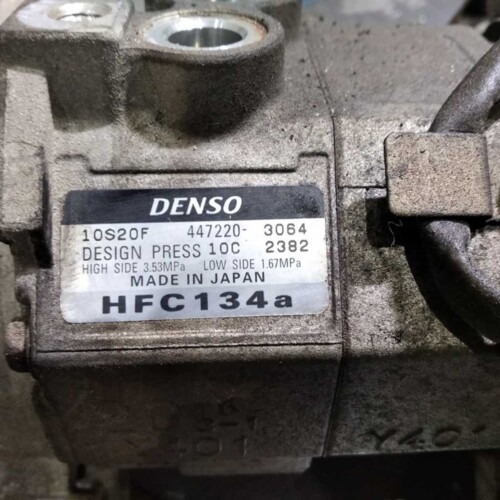 DENSO
10S20F 447220- 3064
DESIGN PRESS 10C 2382
HIGH SIDE 3.53MPa LOW SIDE 1.67MPa
MADE IN JAPAN
HFC134a